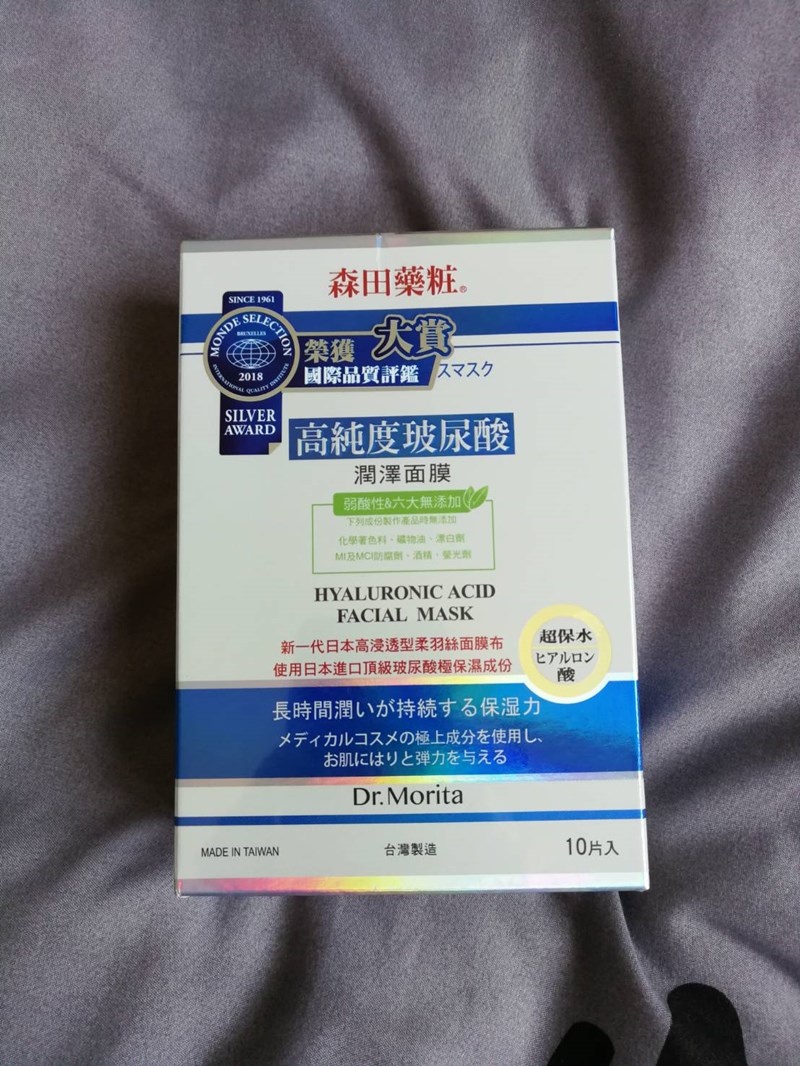 森田藥粧®
SINCE 1961
MONDE SELECTION
BRUXELLES
2018
INTERNATIONAL QUALITY INSTITUTE
SILVER
AWARD
榮獲 大賞
國際品質評鑑
スマスク
高純度玻尿酸
潤澤面膜
弱酸性&六大無添加
下列成份製作產品時無添加
化學著色料、礦物油、漂白劑
MI及MCI防腐劑、酒精、螢光劑
HYALURONIC ACID
FACIAL MASK
新一代日本高浸透型柔羽絲面膜布
使用日本進口頂級玻尿酸極保濕成份
超保水
ヒアルロン
酸
長時間潤いが持続する保湿力
メディカルコスメの極上成分を使用し、
お肌にはりと弾力を与える
Dr.Morita
MADE IN TAIWAN 台灣製造 10片入